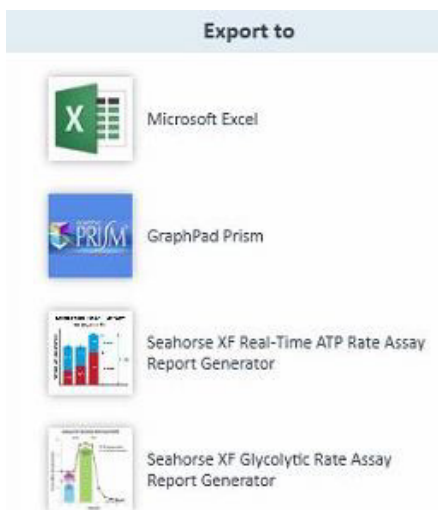 Export to
X
Microsoft Excel
PRISM
GraphPad Prism
Seahorse XF Real-Time ATP Rate Assay
Report Generator
Seahorse XF Glycolytic Rate Assay
Report Generator